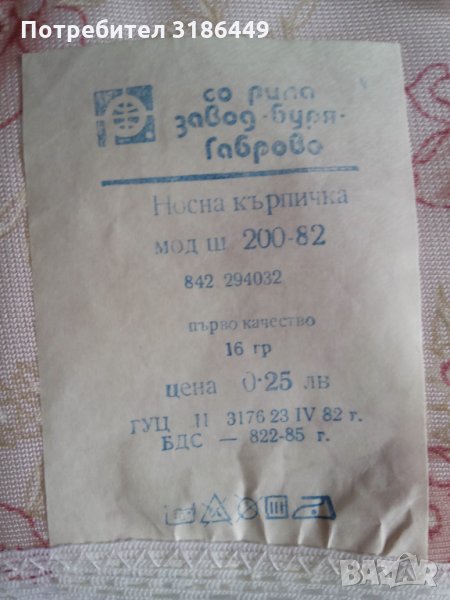 Потребител 3186449
со рила
завод-буря-
Габрово
Носна кърпичка
мод Ш 200-82
842 294032
първо качество
16 гр
цена 0·25 лв
ГУЦ II 3176 23 IV 82 г.
БДС — 822-85 г.
BAZAR